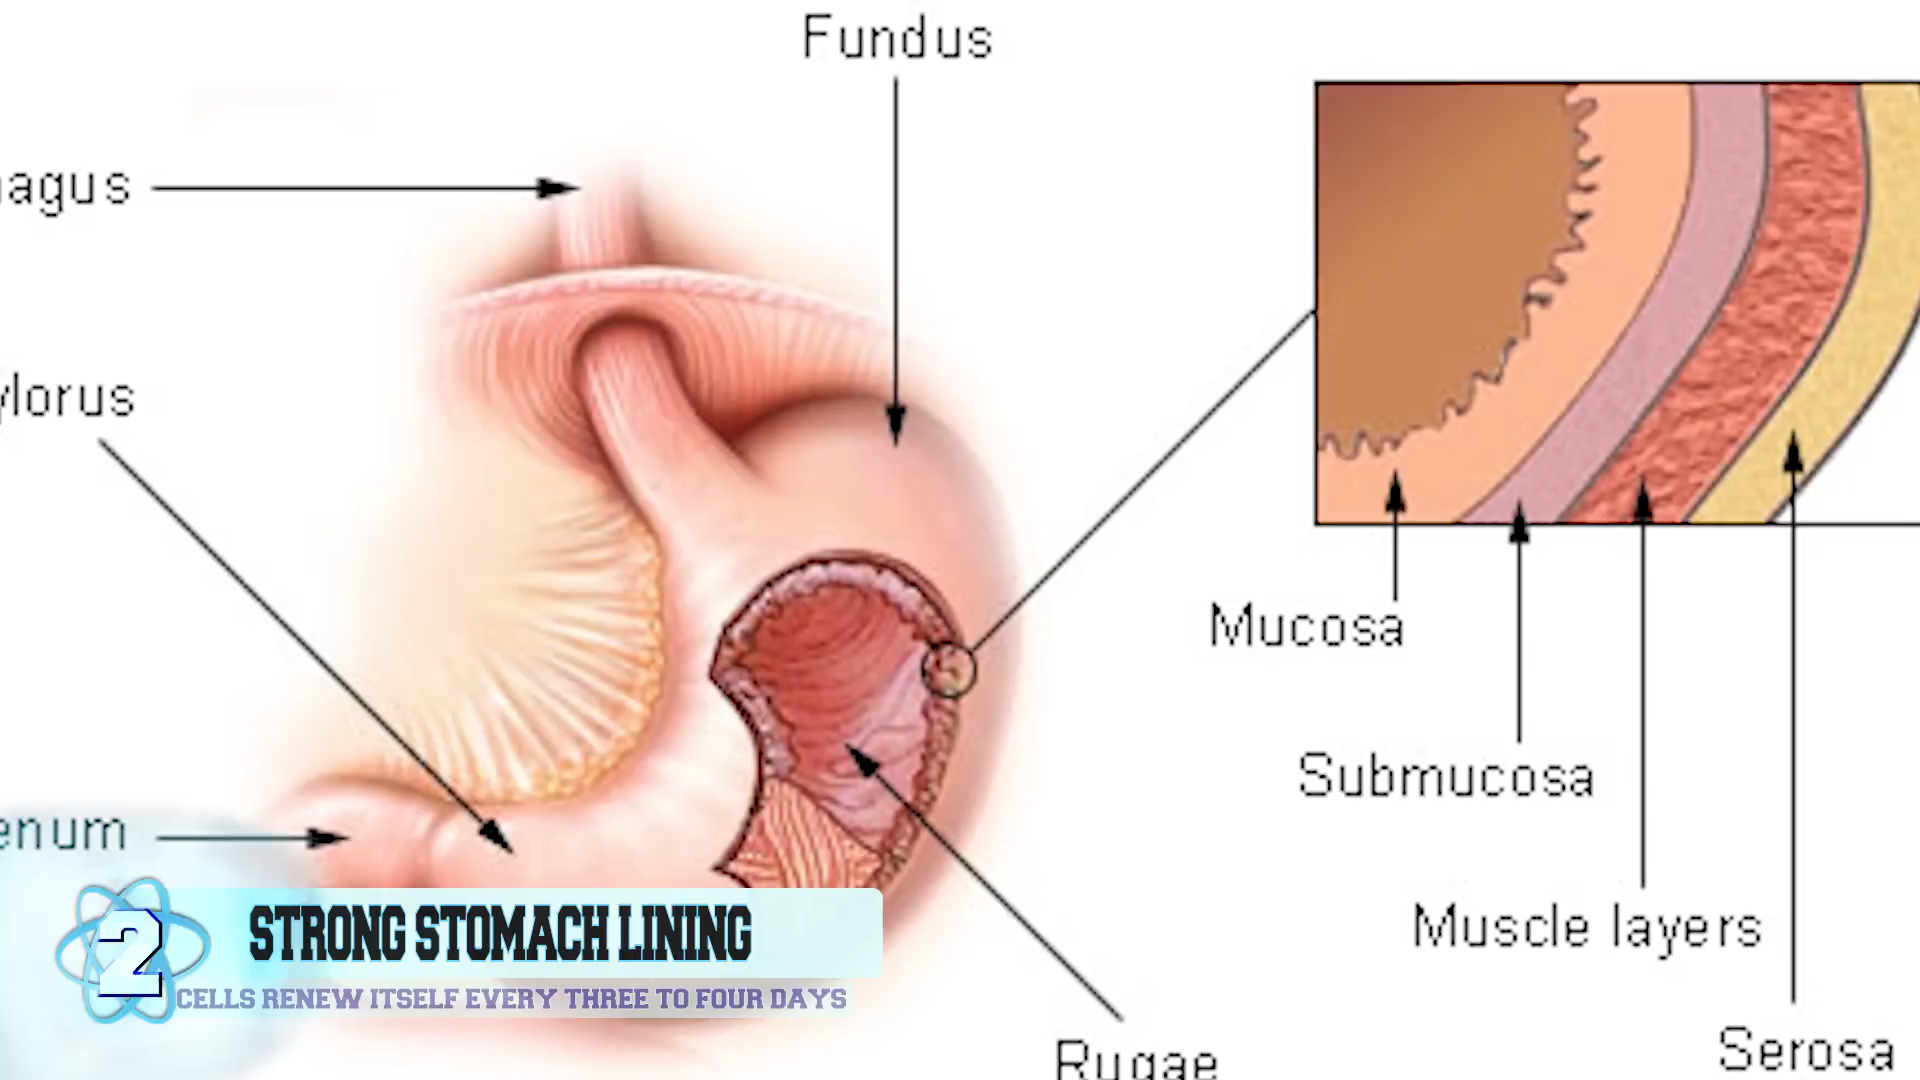 Fundus
agus
ylorus
Mucosa
Submucosa
enum
2
STRONG STOMACH LINING
Muscle layers
CELLS RENEW ITSELF EVERY THREE TO FOUR DAYS
Rugae
Serosa